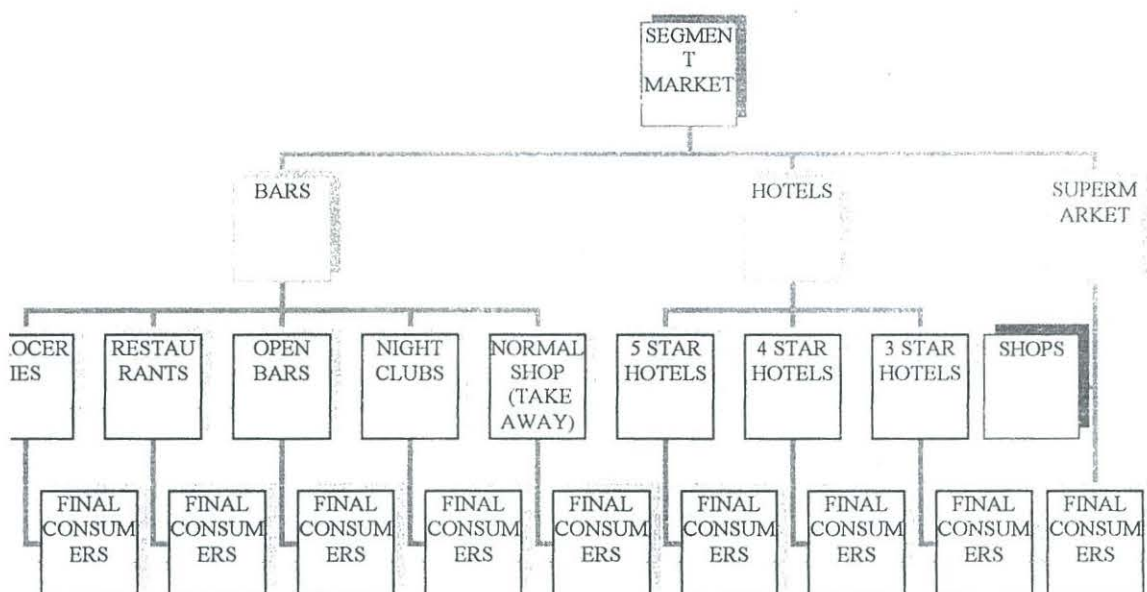 SEGMEN
T
MARKET
BARS
HOTELS
SUPERM
ARKET
OCER
IES
RESTAU
RANTS
OPEN
BARS
NIGHT
CLUBS
NORMAL
SHOP
(TAKE
AWAY)
5 STAR
HOTELS
4 STAR
HOTELS
3 STAR
HOTELS
SHOPS
FINAL
CONSUM
ERS
FINAL
CONSUM
ERS
FINAL
CONSUM
ERS
FINAL
CONSUM
ERS
FINAL
CONSUM
ERS
FINAL
CONSUM
ERS
FINAL
CONSUM
ERS
FINAL
CONSUM
ERS
FINAL
CONSUM
ERS